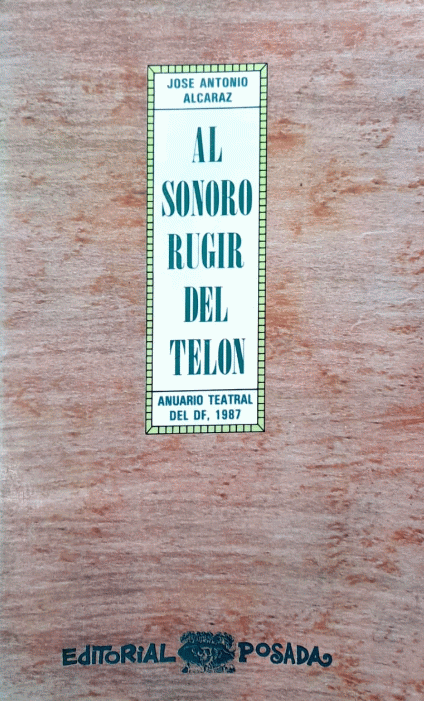 JOSE ANTONIO
ALCARAZ
AL
SONORO
RUGIR
DEL
TELON
ANUARIO TEATRAL
DEL DF, 1987
EDITORIAL POSADA